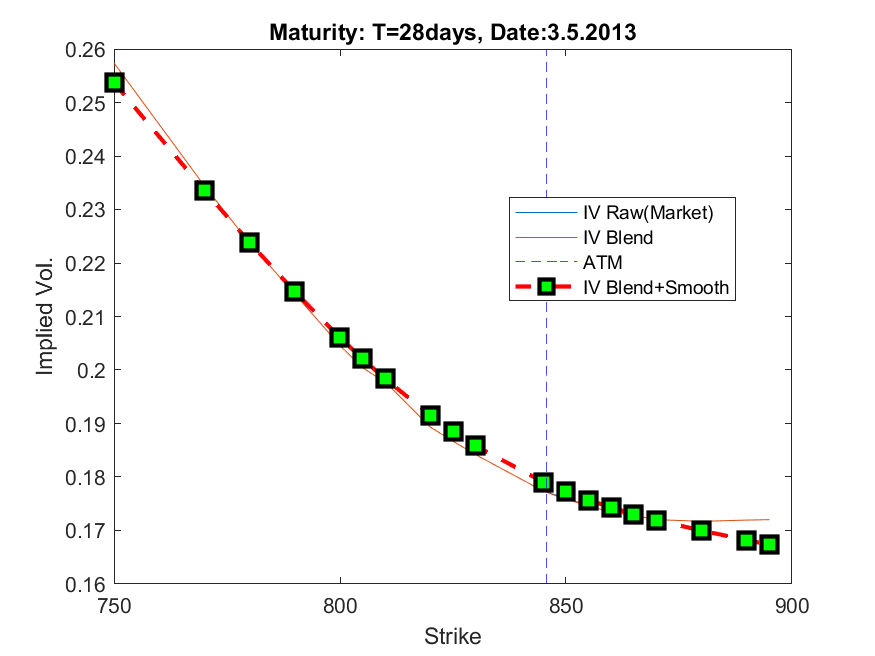 Maturity: T=28days, Date:3.5.2013
0.26
0.25
0.24
0.23
0.22
0.21
0.2
0.19
0.18
0.17
0.16
Implied Vol.
IV Raw(Market)
IV Blend
ATM
IV Blend+Smooth
750
800
850
900
Strike